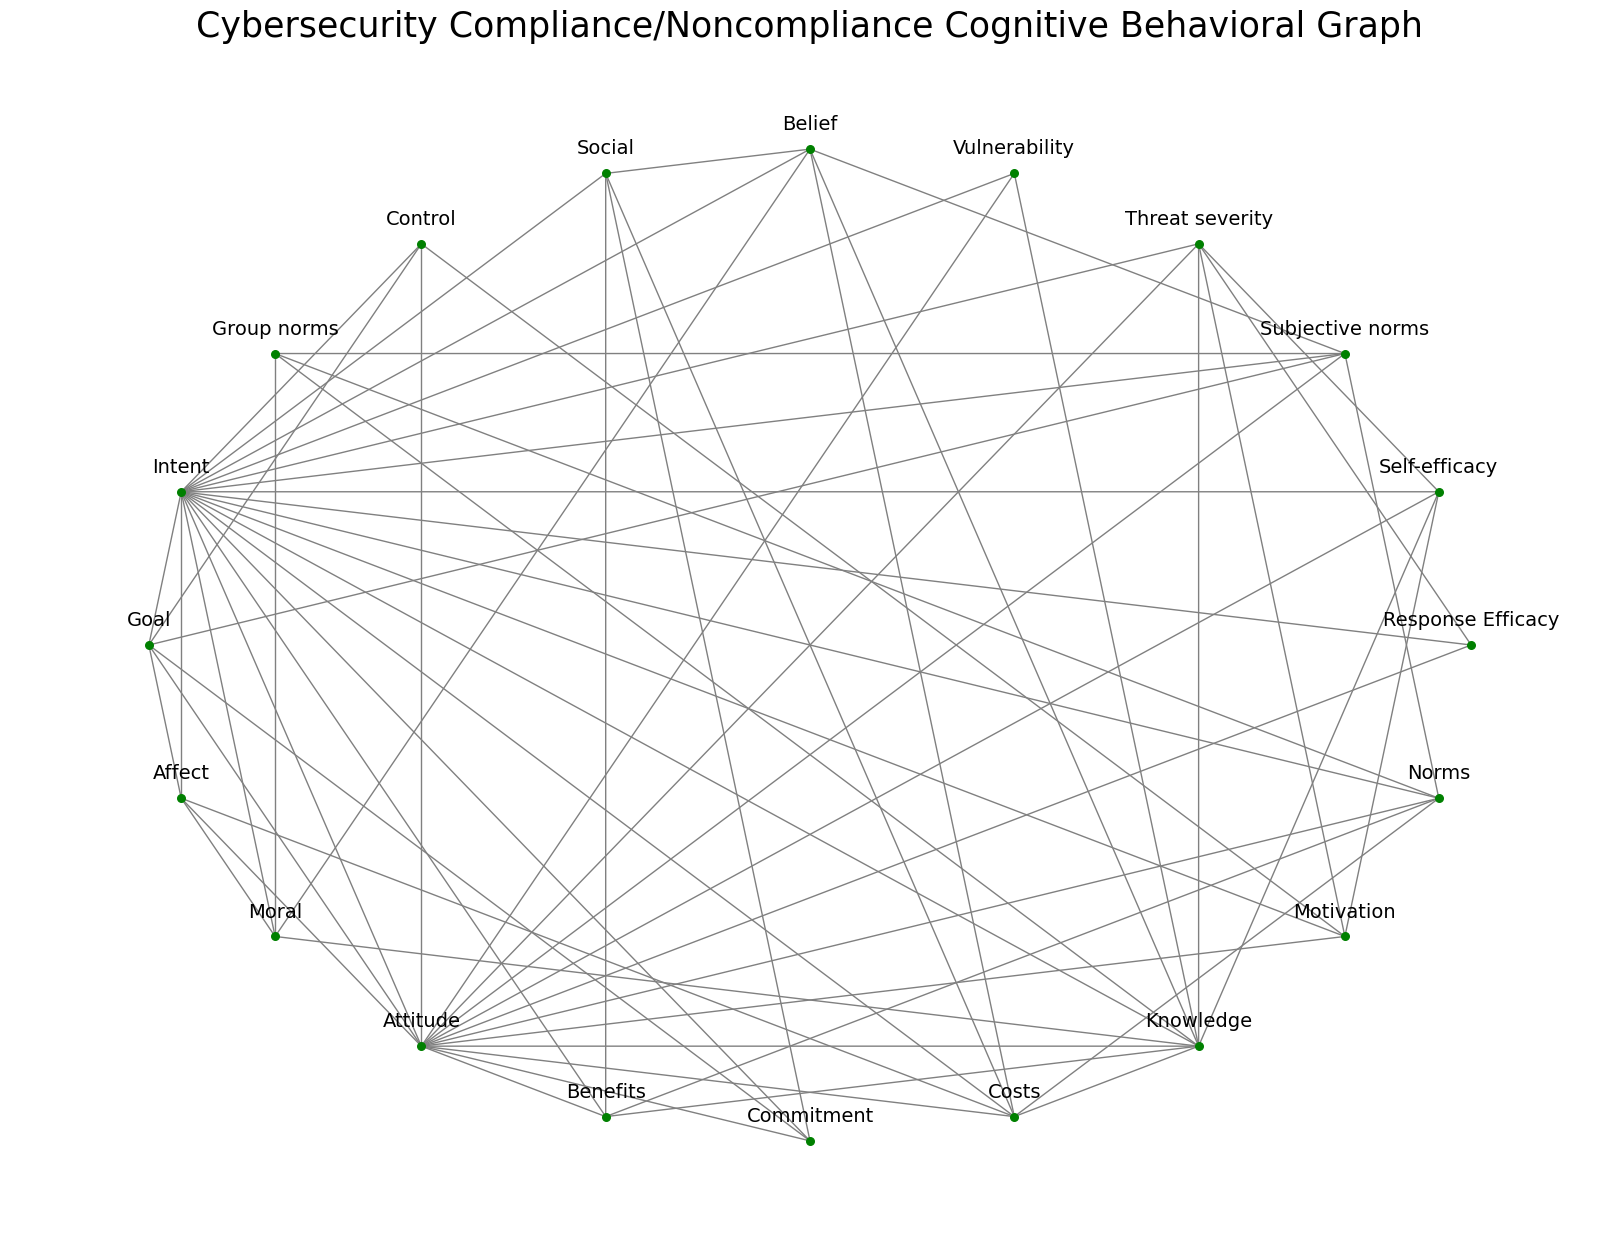 Cybersecurity Compliance/Noncompliance Cognitive Behavioral Graph
Belief
Social
Vulnerability
Control
Threat severity
Group norms
Subjective norms
Intent
Self-efficacy
Goal
Response Efficacy
Affect
Norms
Moral
Motivation
Attitude
Knowledge
Benefits
Costs
Commitment